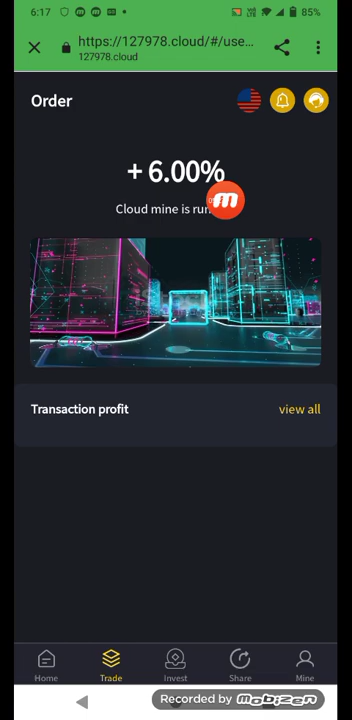 6:17
85%
https://127978.cloud/#/use...
127978.cloud
Order
+ 6.00%
Cloud mine is run
Transaction profit
view all
Home
Trade
Invest
Share
Mine
Recorded by mobizen